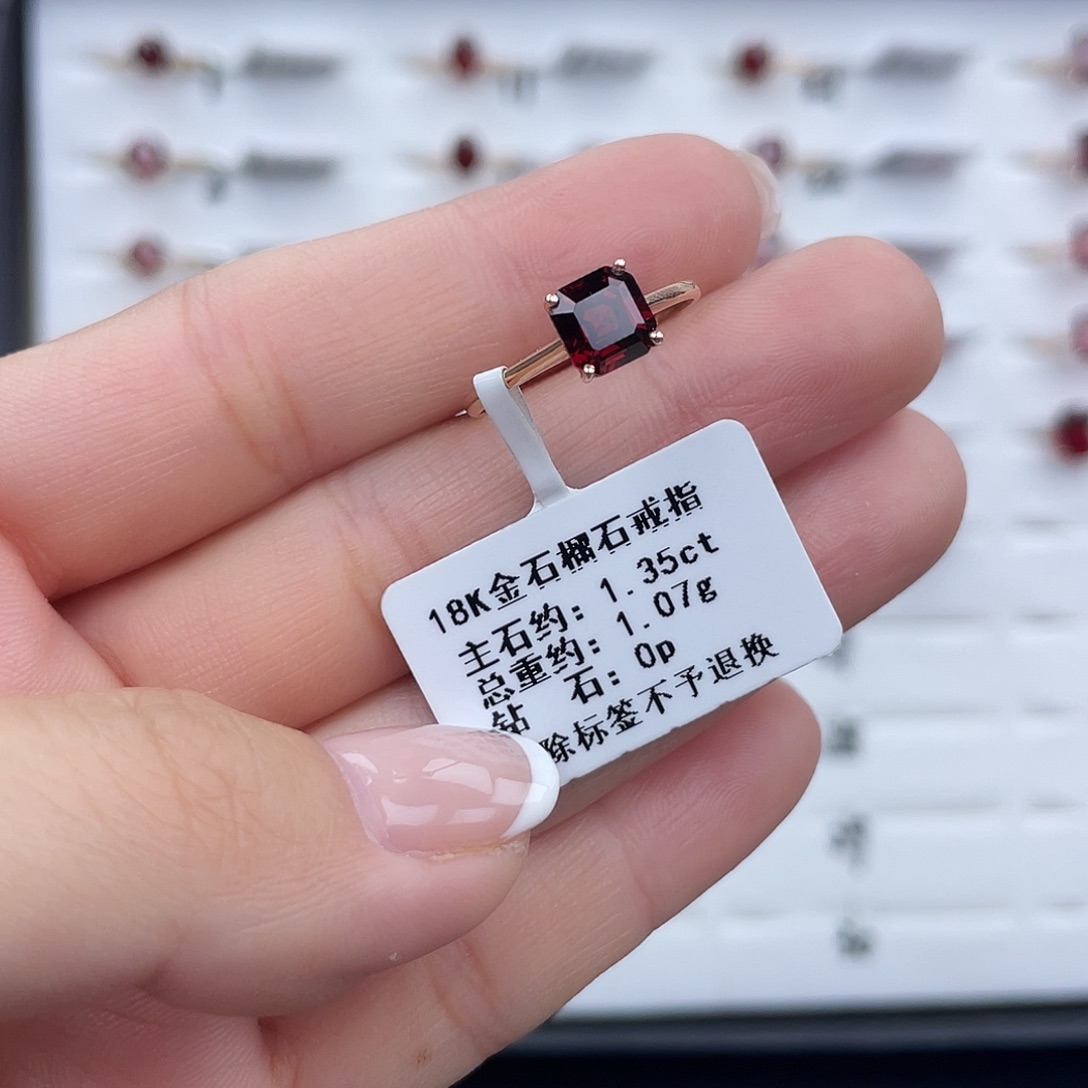 18K金石榴石戒指
主石约: 1.35ct
总重约: 1.07g
钻 石: 0p
除标签不予退换